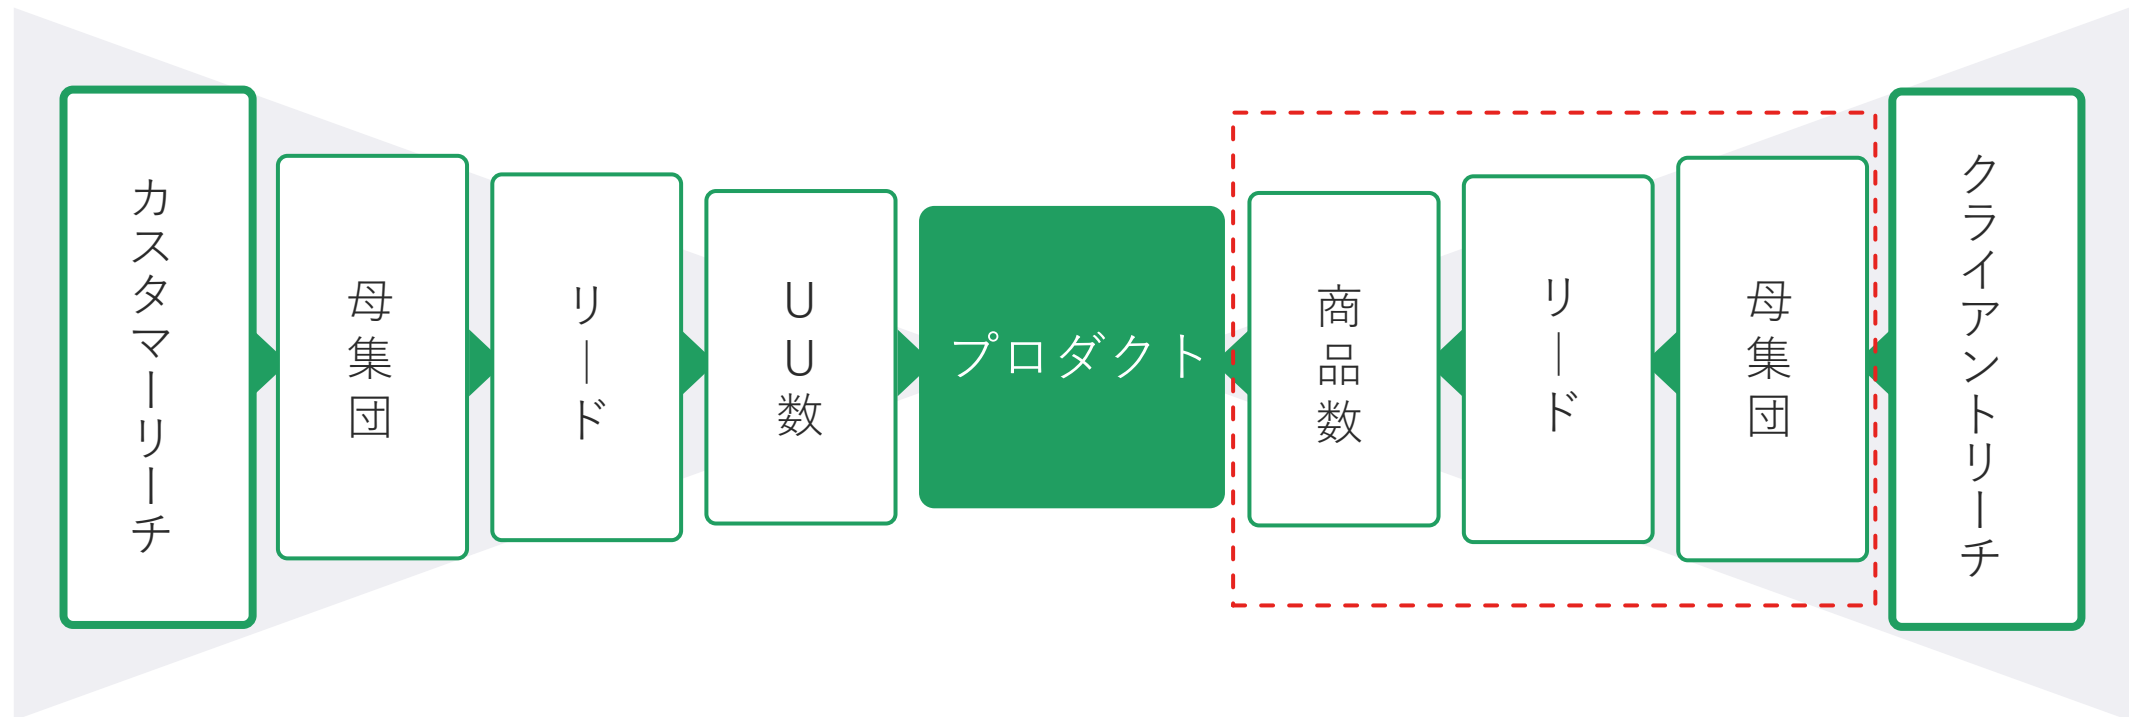 カスタマーリーチ
母集団
リード
UU数
プロダクト
商品数
リード
母集団
クライアントリーチ